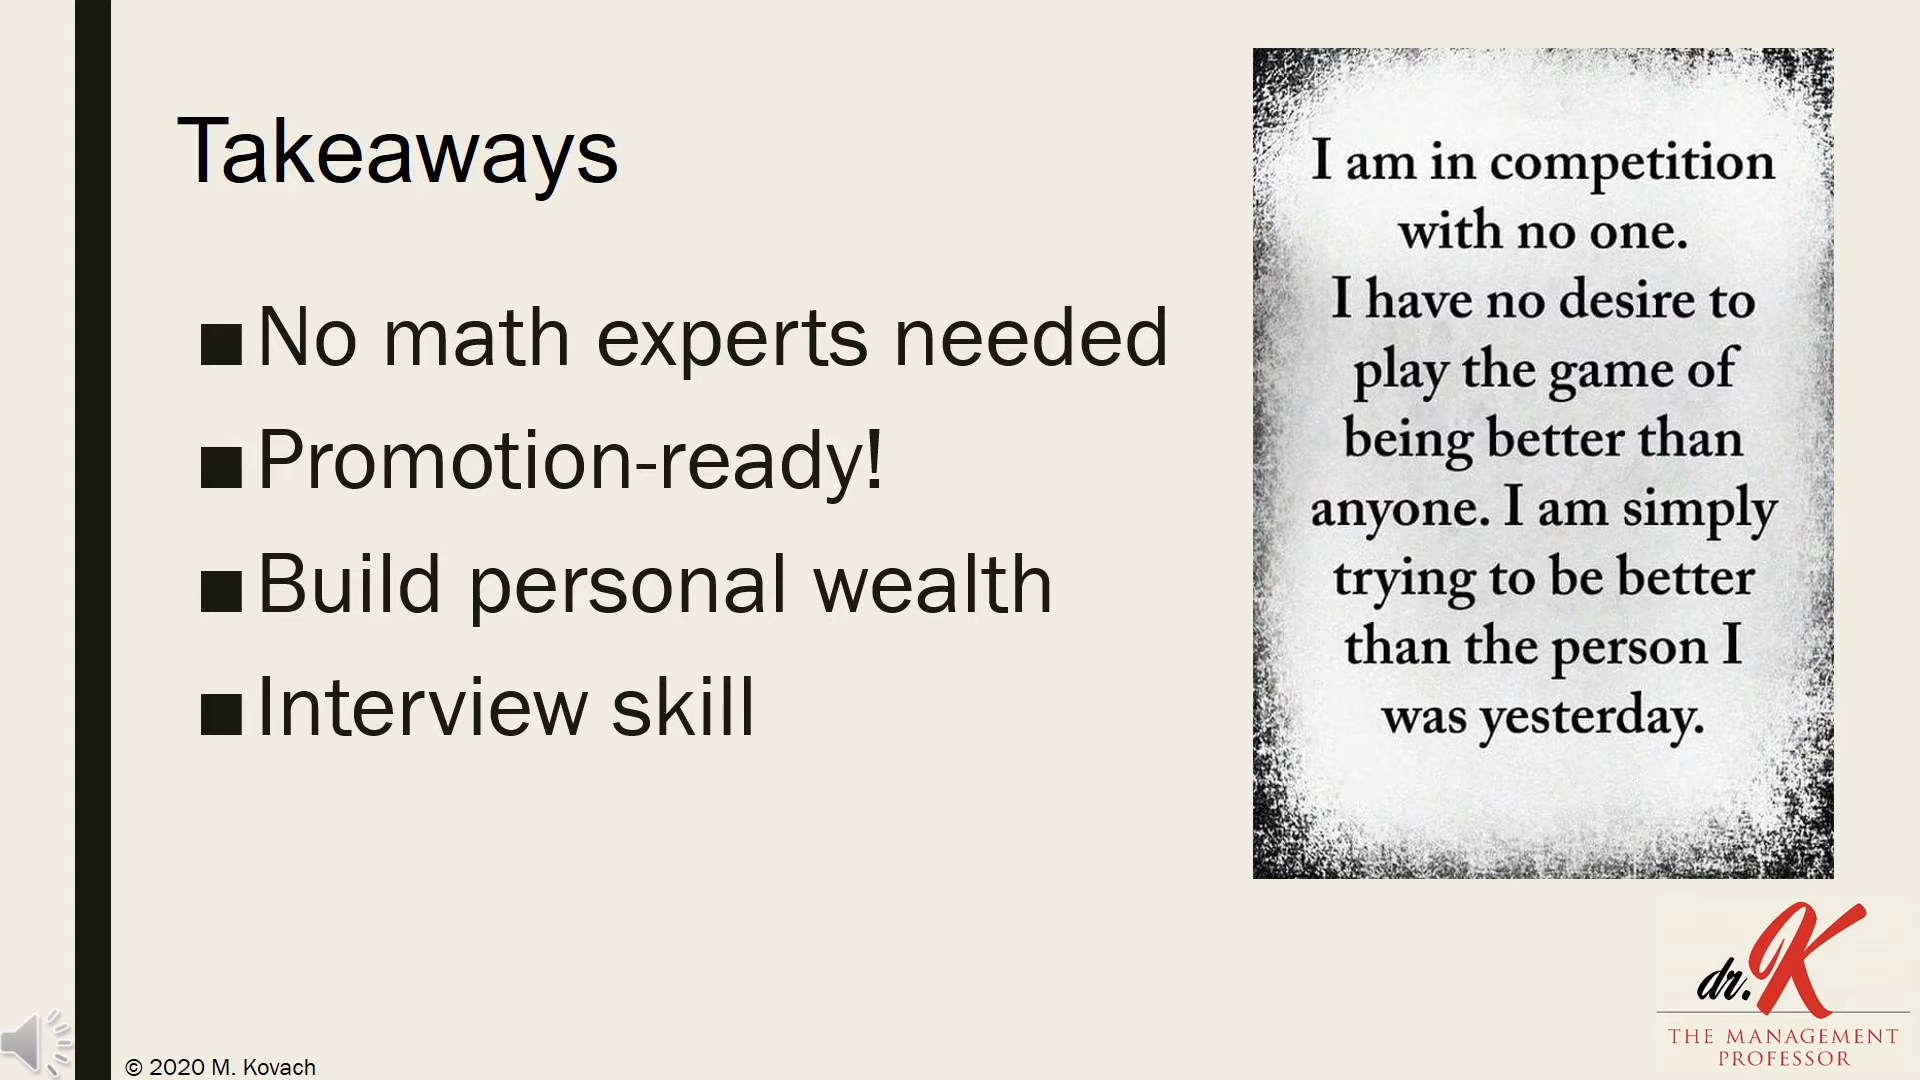 Takeaways
■No math experts needed
■Promotion-ready!
■Build personal wealth
■Interview skill
I am in competition
with no one.
I have no desire to
play the game of
being better than
anyone. I am simply
trying to be better
than the person I
was yesterday.
dr.K
THE MANAGEMENT
PROFESSOR
© 2020 M. Kovach